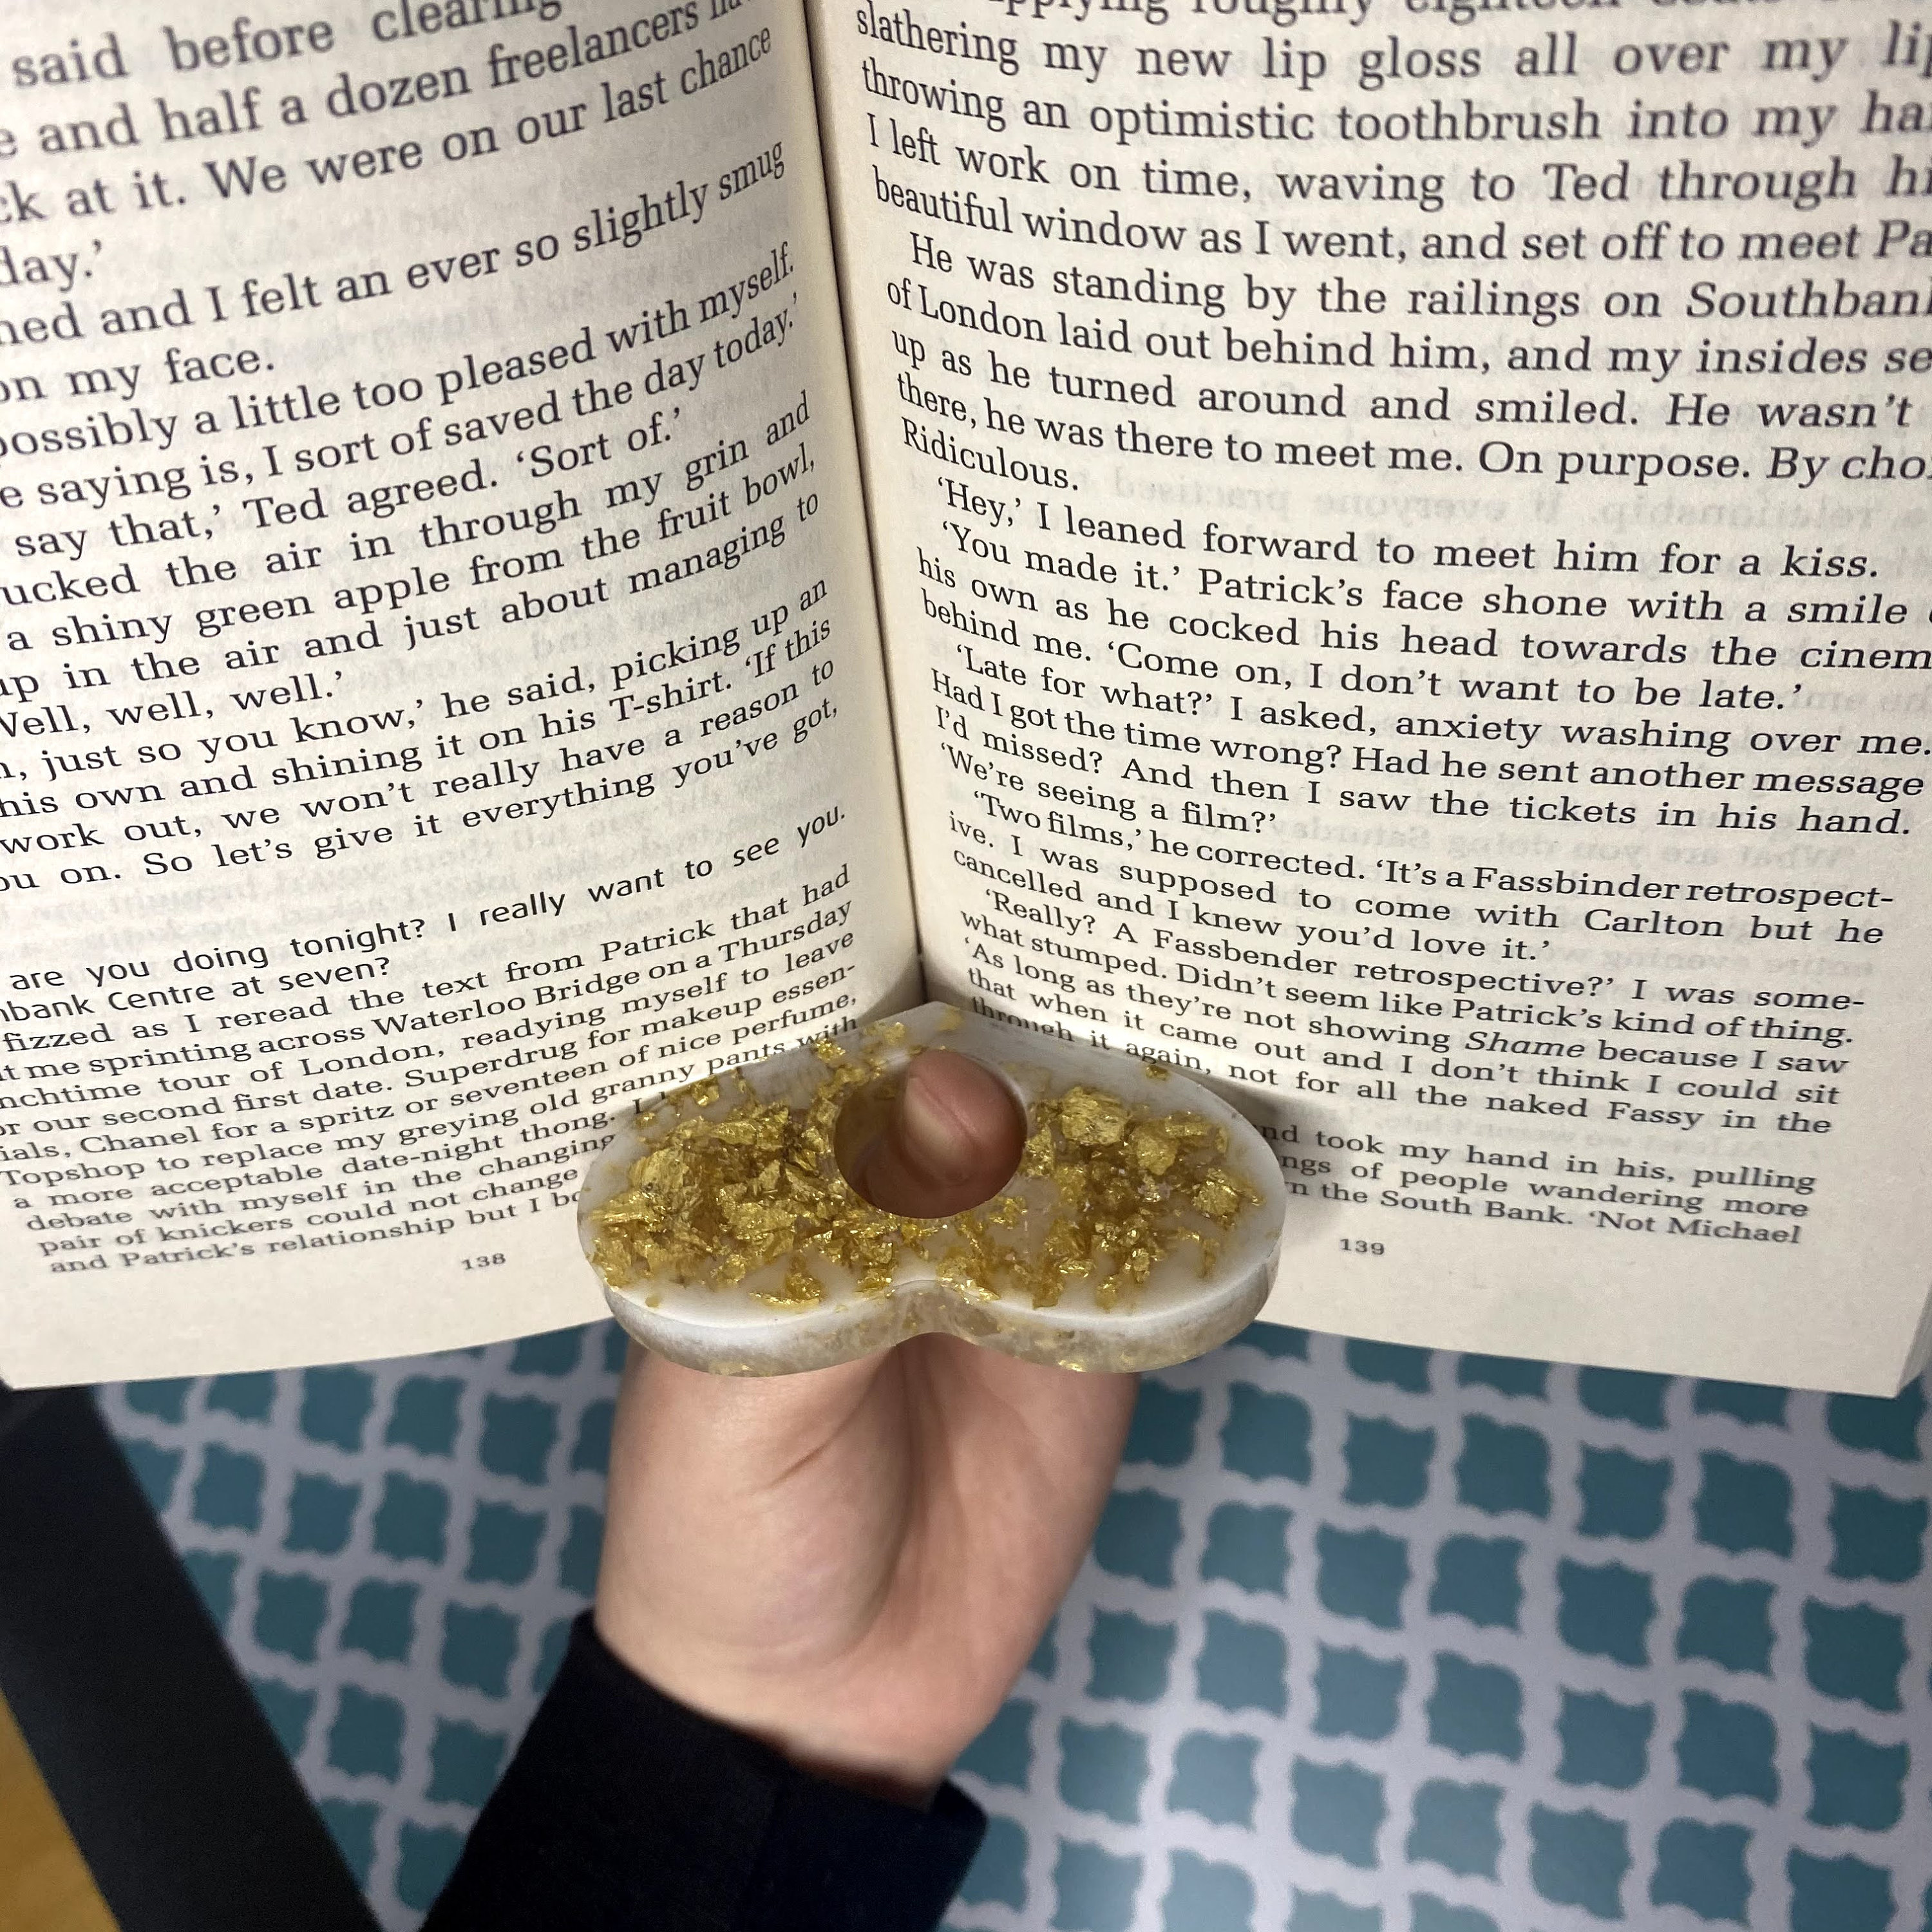 said before clearing
and half a dozen freelancers
at it. We were on our last chance
day.'
and I felt an ever so slightly smug
on my face.
possibly a little too pleased with myself.
saying is, I sort of saved the day today.'
say that,' Ted agreed. 'Sort of.'
the air in through my grin and
a shiny green apple from the fruit bowl,
up in the air and just about managing to
Well, well, well.'
just so you know,' he said, picking up an
his own and shining it on his T-shirt. 'If this
work out, we won't really have a reason to
on. So let's give it everything you've got,
are you doing tonight? I really want to see you.
Centre at seven?
fizzed as I reread the text from Patrick that had
me sprinting across Waterloo Bridge on a Thursday
tour of London, readying myself to leave
our second first date. Superdrug for makeup essen-
ials, Chanel for a spritz or seventeen of nice perfume,
Topshop to replace my greying old granny pants with
a more acceptable date-night thong. I
debate with myself in the changing
pair of knickers could not change
and Patrick's relationship but I
138
applying roughly eighteen
slathering my new lip gloss all over my
throwing an optimistic toothbrush into my
I left work on time, waving to Ted through
beautiful window as I went, and set off to meet
He was standing by the railings on Southbank
of London laid out behind him, and my insides
up as he turned around and smiled. He wasn't
there, he was there to meet me. On purpose. By
Ridiculous.
'Hey,' I leaned forward to meet him for a kiss.
'You made it.' Patrick's face shone with a smile
his own as he cocked his head towards the
behind me. 'Come on, I don't want to be late.'
'Late for what?' I asked, anxiety washing over me.
Had I got the time wrong? Had he sent another message
I'd missed? And then I saw the tickets in his hand.
'We're seeing a film?'
'Two films,' he corrected. 'It's a Fassbinder retrospect-
ive. I was supposed to come with Carlton but he
cancelled and I knew you'd love it.'
'Really? A Fassbender retrospective?' I was some-
what stumped. Didn't seem like Patrick's kind of thing.
'As long as they're not showing Shame because I saw
that when it came out and I don't think I could sit
through it again, not for all the naked Fassy in the
took my hand in his, pulling
of people wandering more
the South Bank. 'Not Michael
139